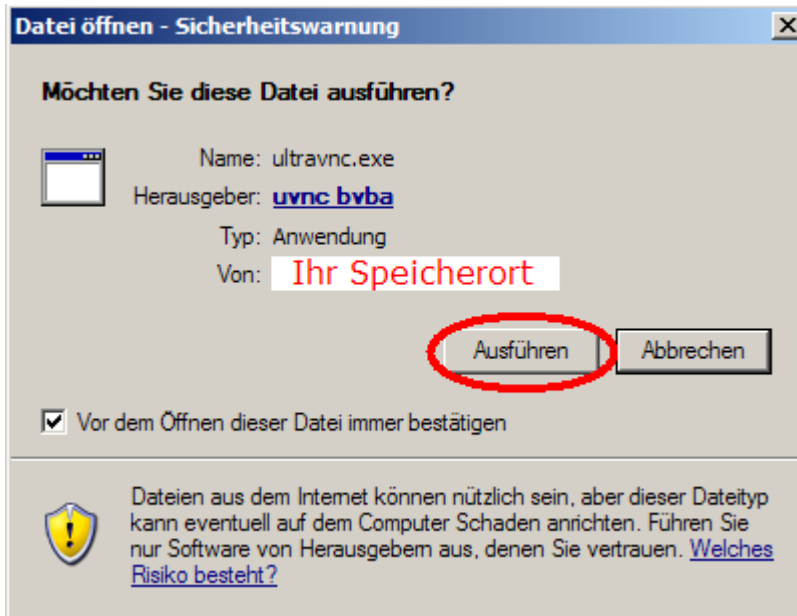 Datei öffnen - Sicherheitswarnung
Möchten Sie diese Datei ausführen?
Name: ultravnc.exe
Herausgeber: uvnc bvba
Typ: Anwendung
Von: Ihr Speicherort
Ausführen Abbrechen
Vor dem Öffnen dieser Datei immer bestätigen
Dateien aus dem Internet können nützlich sein, aber dieser Dateityp
kann eventuell auf dem Computer Schaden anrichten. Führen Sie
nur Software von Herausgebern aus, denen Sie vertrauen. Welches
Risiko besteht?